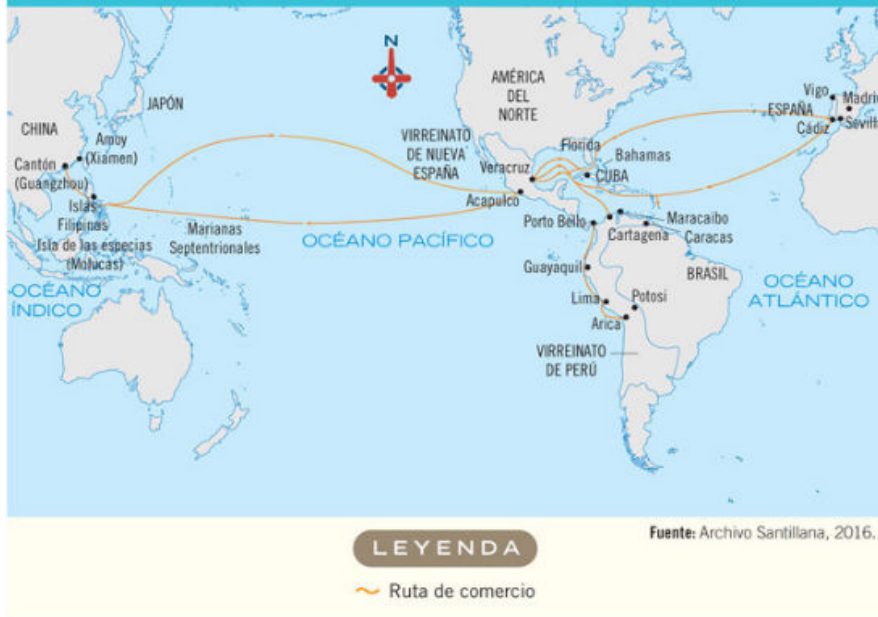 N
JAPÓN
CHINA
Amoy
(Xiamen)
Cantón
(Guangzhou)
Islas
Filipinas
Isla de las especias
(Molucas)
Marianas
Septentrionales
OCÉANO
ÍNDICO
OCÉANO PACÍFICO
AMÉRICA
DEL
NORTE
VIRREINATO
DE NUEVA
ESPAÑA
Veracruz
Acapulco
Florida
Bahamas
CUBA
Porto Bello
Cartagena
Maracaibo
Caracas
Guayaquil
Lima
Potosí
Arica
BRASIL
VIRREINATO
DE PERÚ
OCÉANO
ATLÁNTICO
Vigo
Madrid
ESPAÑA
Cádiz
Sevilla
Fuente: Archivo Santillana, 2016.
LEYENDA
Ruta de comercio